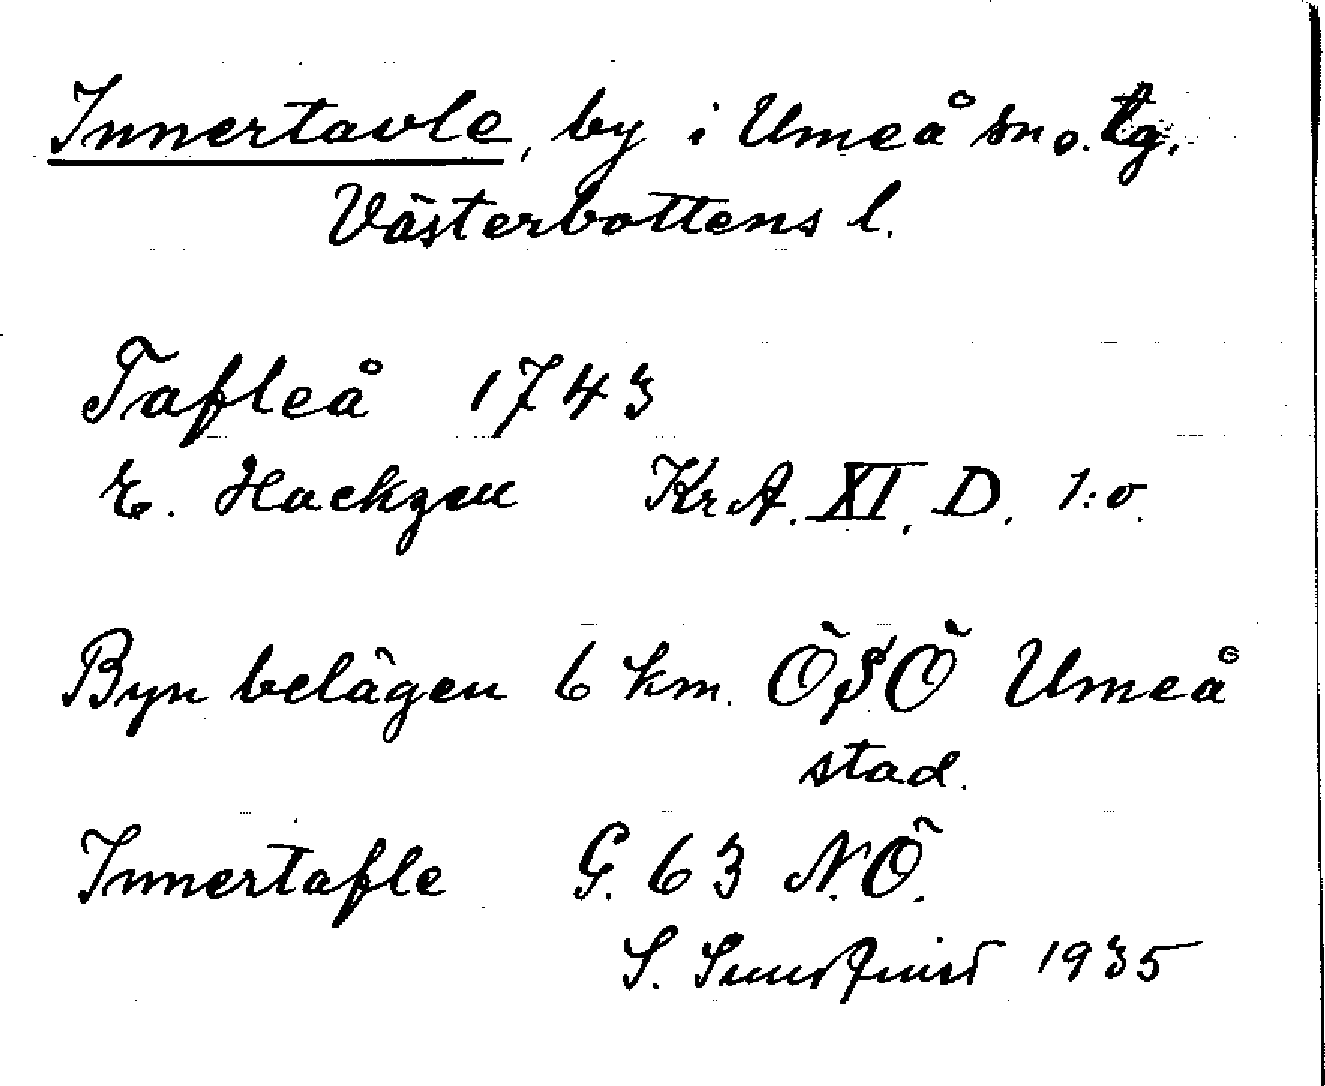 Innertavle, by i Umeå sn o. tg.
Västerbottens l.
Tafleå 1743
E. Hackzell KrA. XI. D. 1:o.
Byn belägen 6 km. ÖSÖ Umeå
stad.
Innertafle G. 63 N.Ö.
S. Sundqvist 1935